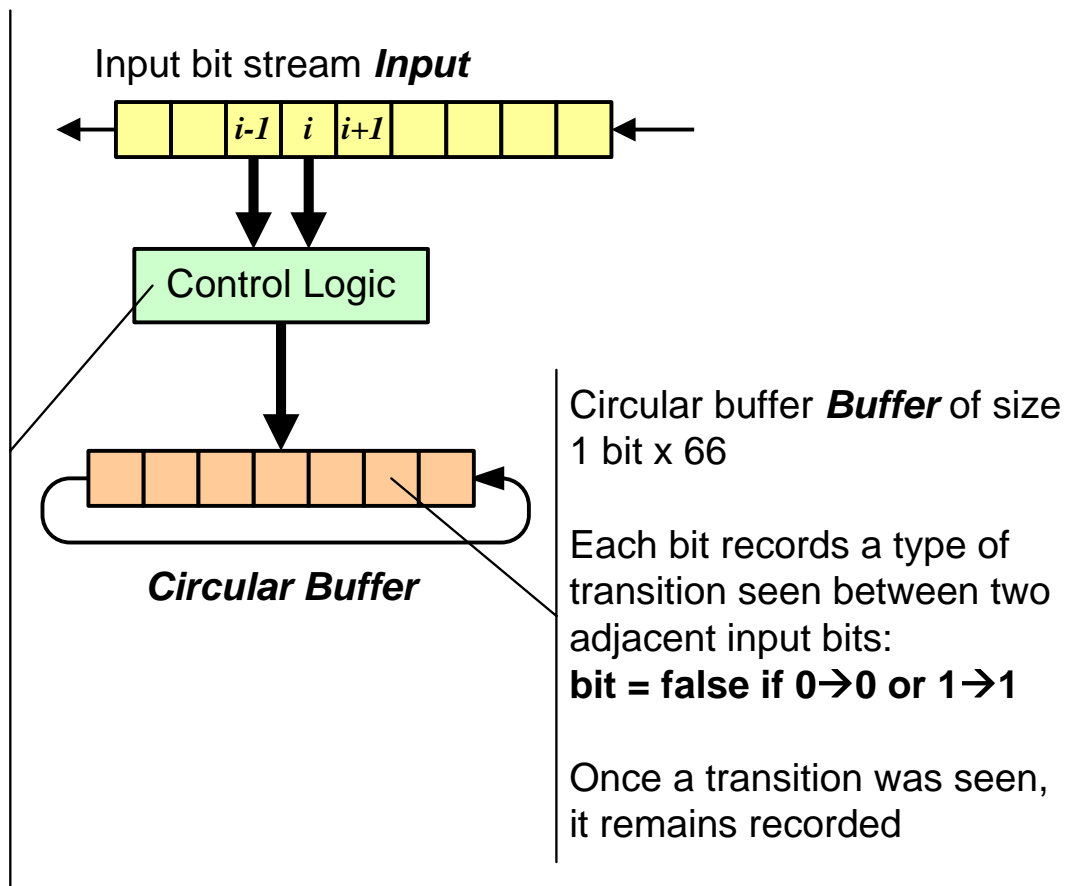 Input bit stream Input
i-1 i i+1
Control Logic
Circular Buffer
Circular buffer Buffer of size
1 bit x 66
Each bit records a type of
transition seen between two
adjacent input bits:
bit = false if 0→0 or 1→1
Once a transition was seen,
it remains recorded